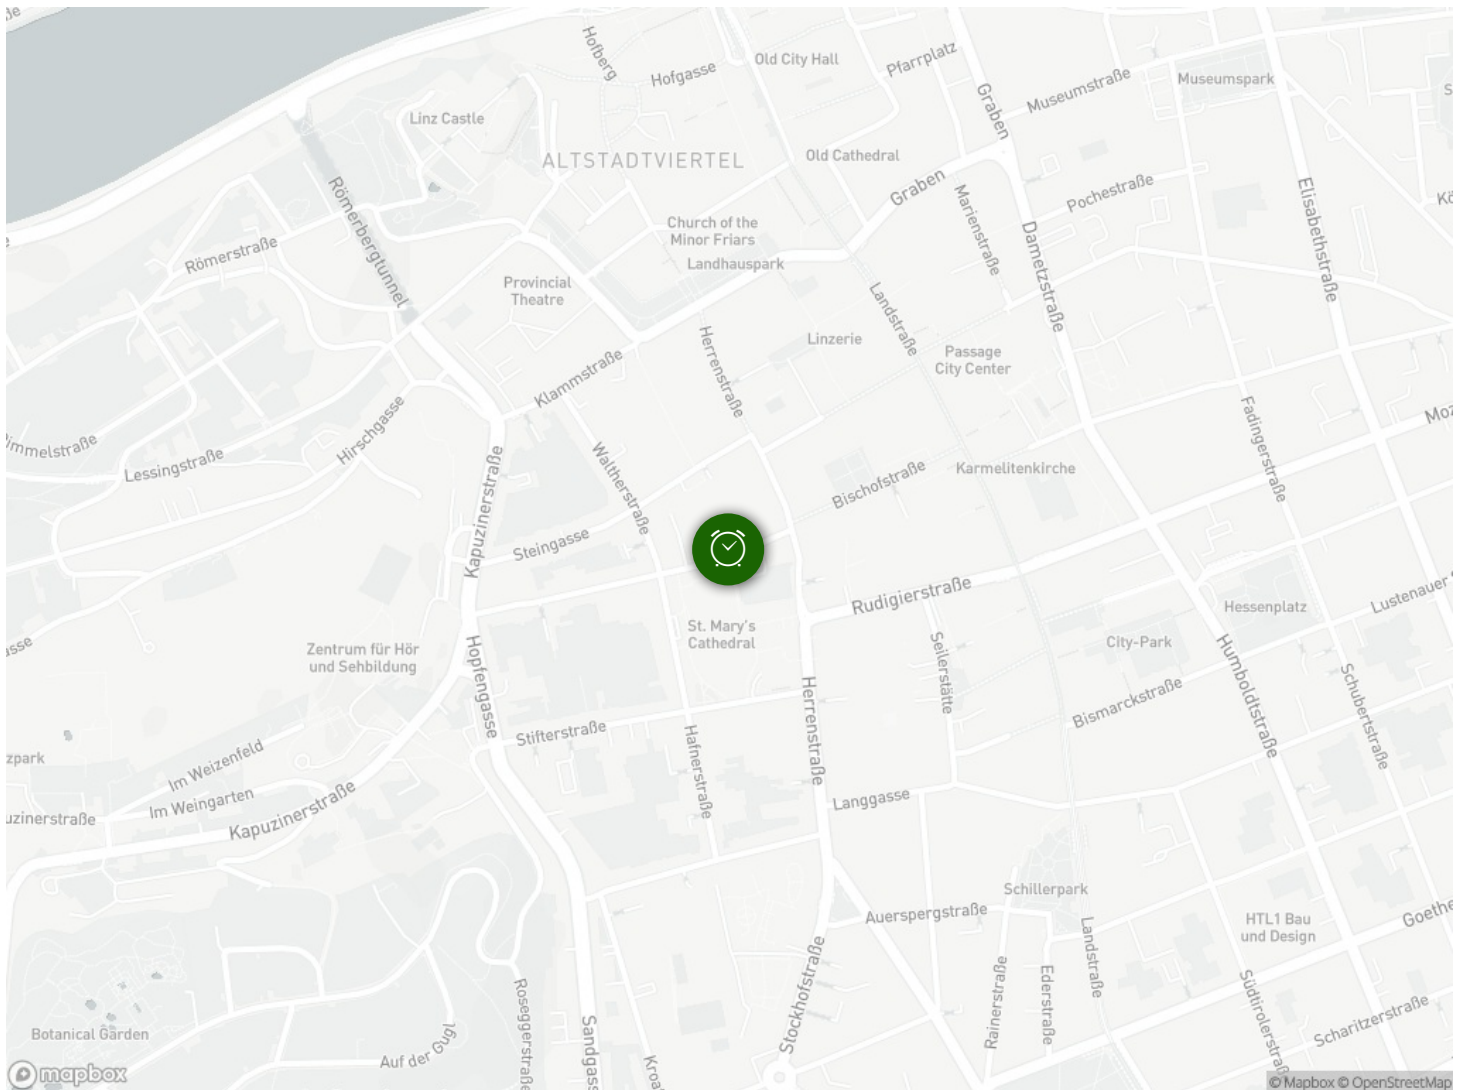 Hofberg
Hofgasse
Old City Hall
Pfarrplatz
Graben
Museumstraße
Museumspark
Linz Castle
ALTSTADTVIERTEL
Old Cathedral
Graben
Marienstraße
Pochestraße
Elisabethstraße
Römerbergtunnel
Römerstraße
Church of the
Minor Friars
Landhauspark
Dametzstraße
Provincial
Theatre
Landstraße
Linzerie
Passage
City Center
Herrenstraße
Klammstraße
Hirschgasse
Fadingerstraße
Lessingstraße
Kapuzinerstraße
Waltherstraße
Bischofstraße
Karmelitenkirche
Steingasse
Rudigierstraße
Hessenplatz
Lustenauer
St. Mary's
Cathedral
Zentrum für Hör
und Sehbildung
Hopfengasse
Seilerstätte
City-Park
Humboldtstraße
Schubertstraße
Bismarckstraße
Herrenstraße
Stifterstraße
Hafnerstraße
Im Weizenfeld
Im Weingarten
Kapuzinerstraße
Langgasse
Schillerpark
Auerspergstraße
HTL1 Bau
und Design
Landstraße
Rainerstraße
Ederstraße
Südtirolerstraß
Scharitzerstraße
Stockhofstraße
Roseggerstraße
Sandgass
Botanical Garden
Auf der Gugl
mapbox
© Mapbox © OpenStreetMap